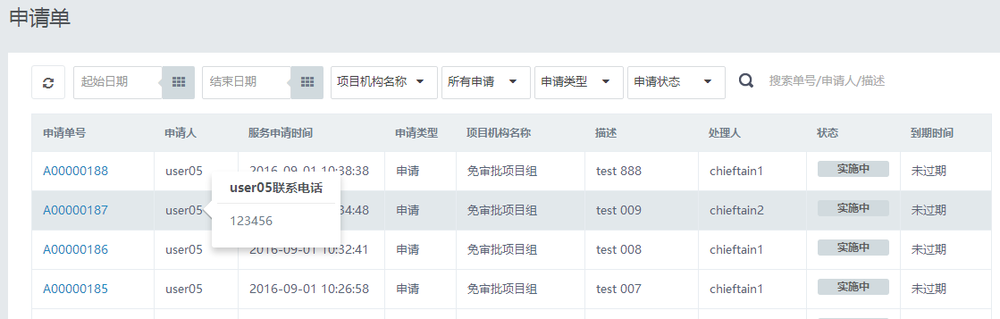 申请单
起始日期 结束日期 项目机构名称 所有申请 申请类型 申请状态 搜索单号/申请人/描述
申请单号 申请人 服务申请时间 申请类型 项目机构名称 描述 处理人 状态 到期时间
A00000188 user05 2016-09-01 10:38:38 申请 免审批项目组 test 888 chieftain1 实施中 未过期
user05联系电话
A00000187 user05 34:48 申请 免审批项目组 test 009 chieftain2 实施中 未过期
123456
A00000186 user05 2016-09-01 10:32:41 申请 免审批项目组 test 008 chieftain1 实施中 未过期
A00000185 user05 2016-09-01 10:26:58 申请 免审批项目组 test 007 chieftain1 实施中 未过期